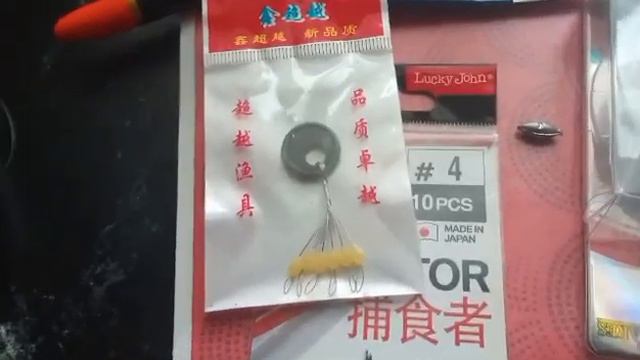 鑫超越
鑫超越 新品质
超越渔具
品质卓越
Lucky John
#4
10 PCS
MADE IN
JAPAN
TOR
捕食者